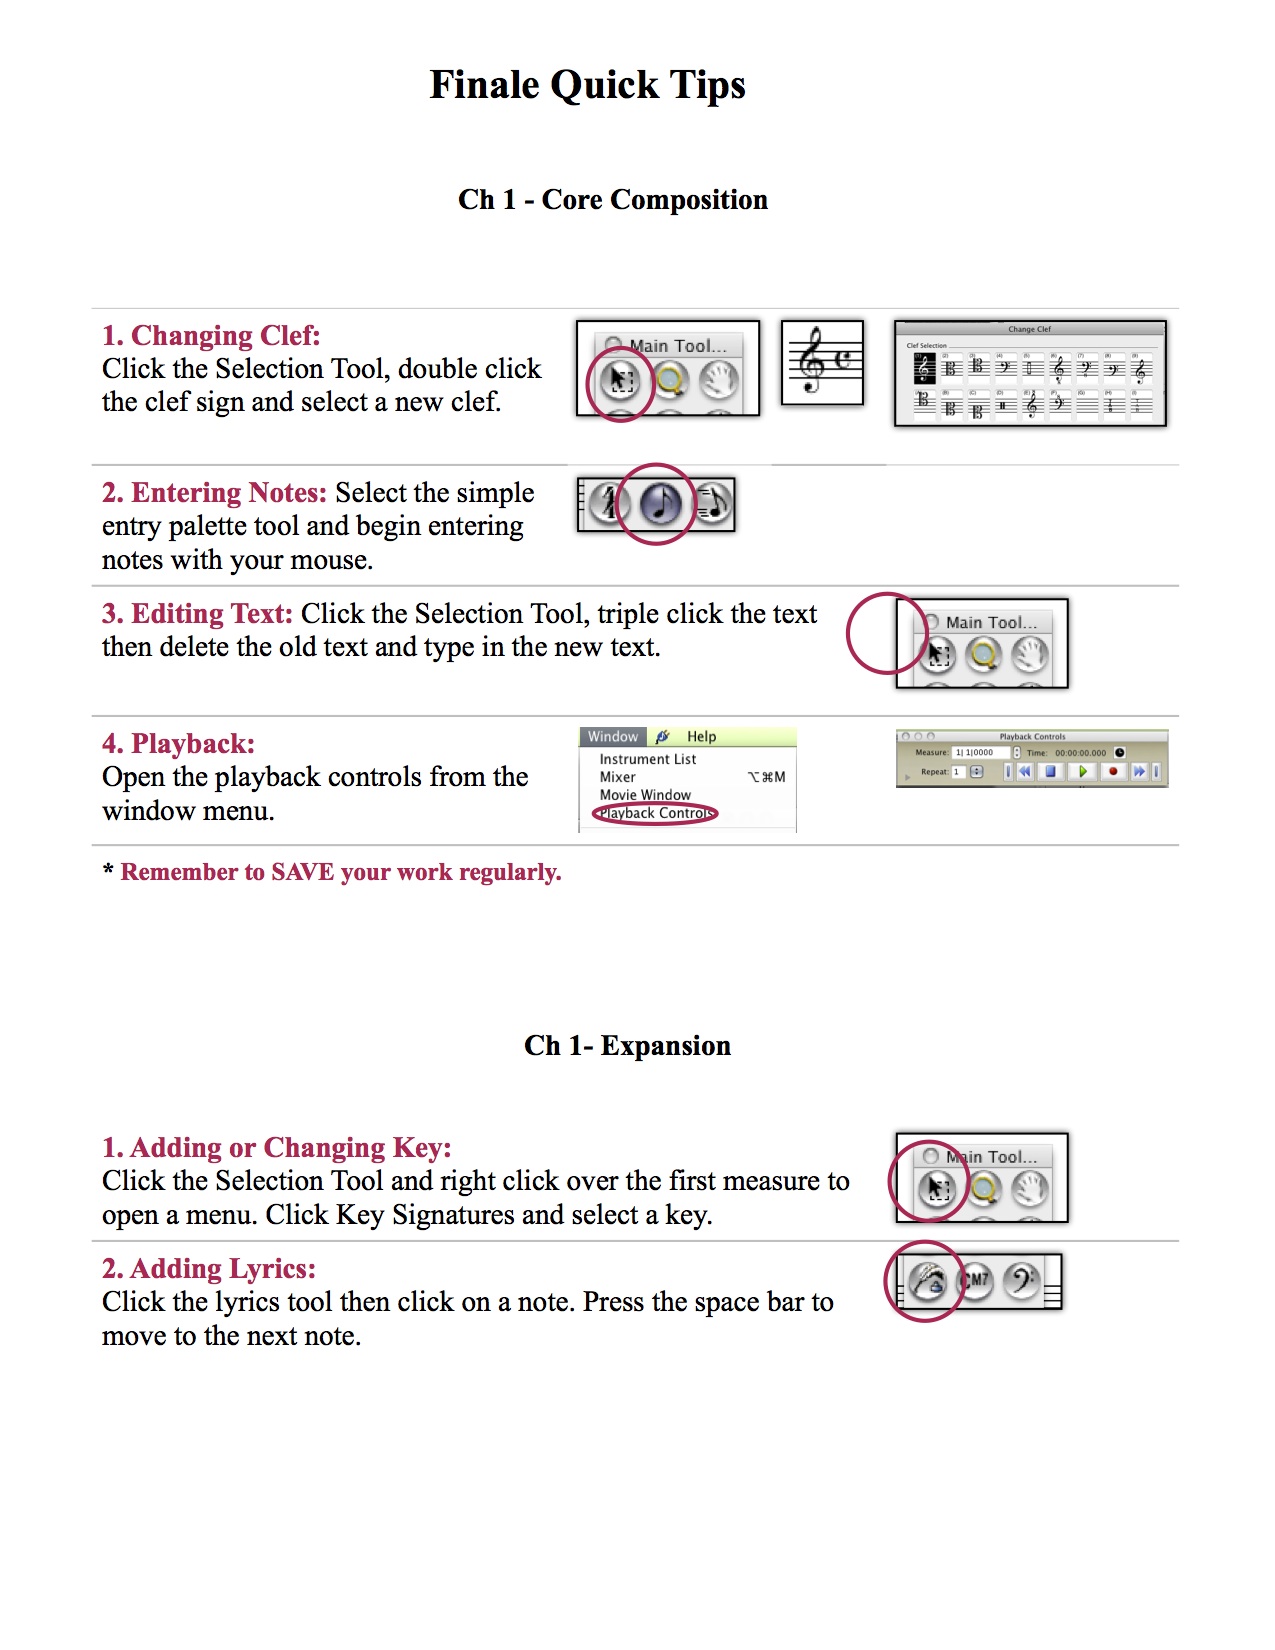 Finale Quick Tips
Ch 1 - Core Composition
1. Changing Clef:
Click the Selection Tool, double click
the clef sign and select a new clef.
Main Tool...
Change Clef
Clef Selection
2. Entering Notes: Select the simple
entry palette tool and begin entering
notes with your mouse.
3. Editing Text: Click the Selection Tool, triple click the text
then delete the old text and type in the new text.
Main Tool...
4. Playback:
Open the playback controls from the
window menu.
Window Help
Instrument List
Mixer ⌥⌘M
Movie Window
Playback Controls
Playback Controls
Measure: 1| 1|0000 Time: 00:00:00.000
Repeat: 1
* Remember to SAVE your work regularly.
Ch 1- Expansion
1. Adding or Changing Key:
Click the Selection Tool and right click over the first measure to
open a menu. Click Key Signatures and select a key.
Main Tool...
2. Adding Lyrics:
Click the lyrics tool then click on a note. Press the space bar to
move to the next note.
CM7